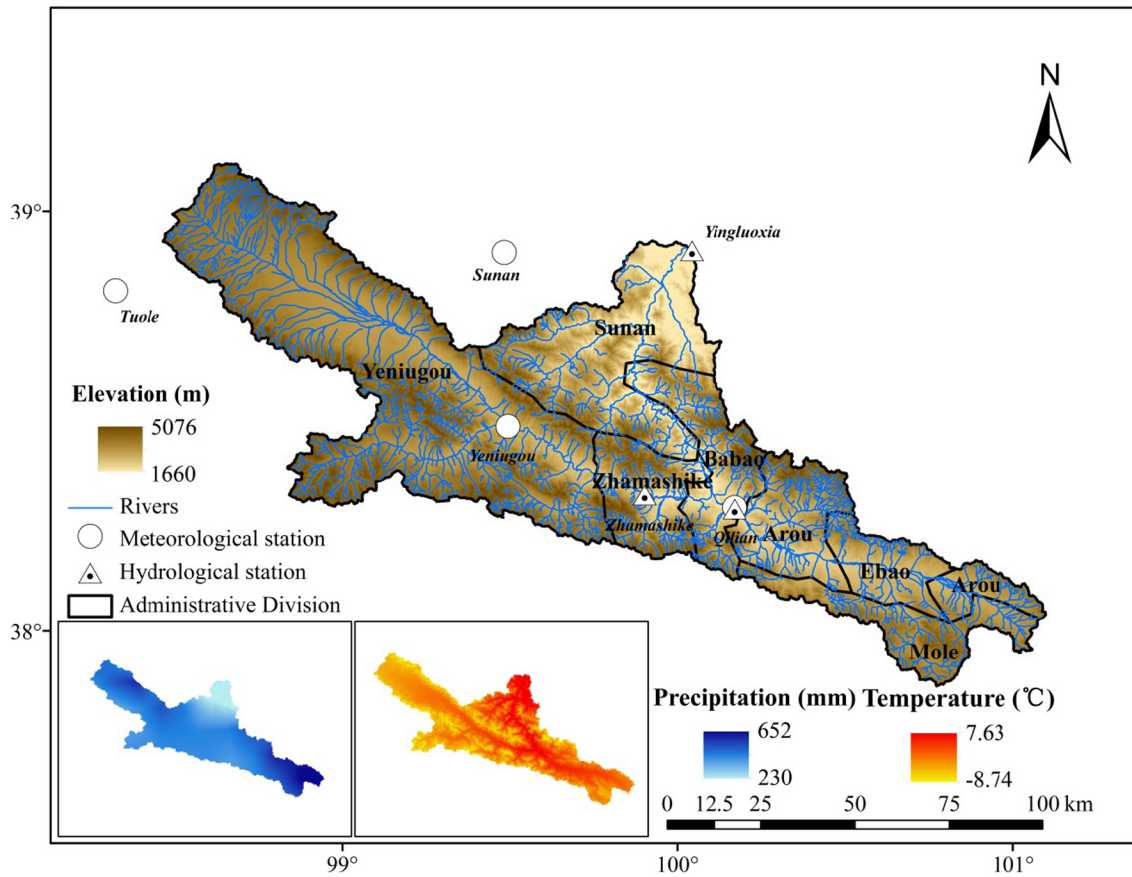 N
39°
Yingluoxia
Sunan
Tuole
Sunan
Yeniugou
Elevation (m)
5076
1660
Yeniugou
Babao
Zhamashike
Zhamashike
Qilian
Arou
Rivers
Meteorological station
Hydrological station
Administrative Division
Ebao
Arou
38°
Mole
Precipitation (mm)
Temperature (℃)
652
230
7.63
-8.74
0 12.5 25 50 75 100 km
99° 100° 101°